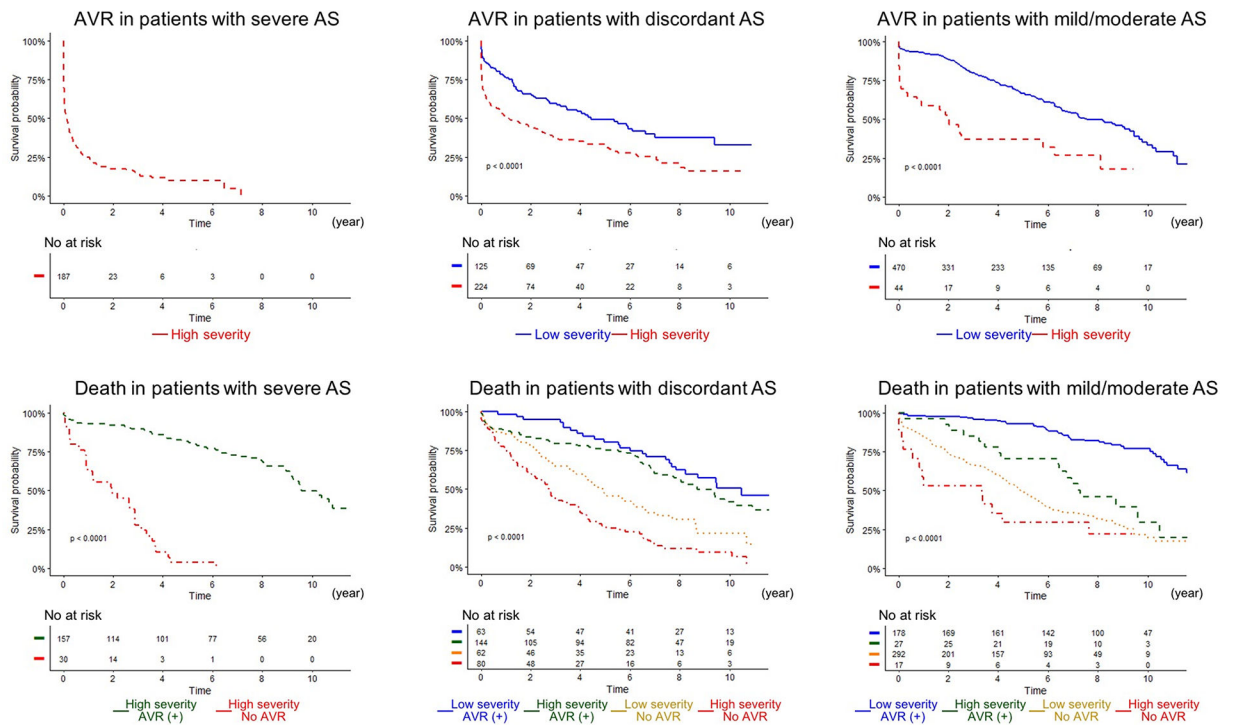 AVR in patients with severe AS
100%
75%
50%
25%
0%
Survival probability
0 2 4 6 8 10
Time
(year)
No at risk
187 23 6 3 0 0
0 2 4 6 8 10
Time
High severity
AVR in patients with discordant AS
100%
75%
50%
25%
0%
Survival probability
p < 0.0001
0 2 4 6 8 10
Time
(year)
No at risk
125 69 47 27 14 6
224 74 40 22 8 3
0 2 4 6 8 10
Time
Low severity High severity
AVR in patients with mild/moderate AS
100%
75%
50%
25%
0%
Survival probability
p < 0.0001
0 2 4 6 8 10
Time
(year)
No at risk
470 331 233 135 69 17
44 17 9 6 4 0
0 2 4 6 8 10
Time
Low severity High severity
Death in patients with severe AS
100%
75%
50%
25%
0%
Survival probability
p < 0.0001
0 2 4 6 8 10
Time
(year)
No at risk
157 114 101 77 56 20
30 14 3 1 0 0
0 2 4 6 8 10
Time
High severity High severity
AVR (+) No AVR
Death in patients with discordant AS
100%
75%
50%
25%
0%
Survival probability
p < 0.0001
0 2 4 6 8 10
Time
(year)
No at risk
63 54 47 41 27 13
144 105 94 82 47 19
62 46 35 23 13 6
80 48 27 16 6 3
0 2 4 6 8 10
Time
Low severity High severity Low severity High severity
AVR (+) AVR (+) No AVR No AVR
Death in patients with mild/moderate AS
100%
75%
50%
25%
0%
Survival probability
p < 0.0001
0 2 4 6 8 10
Time
(year)
No at risk
178 169 161 142 100 47
27 25 21 19 10 3
292 201 157 93 49 9
17 9 6 4 3 0
0 2 4 6 8 10
Time
Low severity High severity Low severity High severity
AVR (+) AVR (+) No AVR No AVR